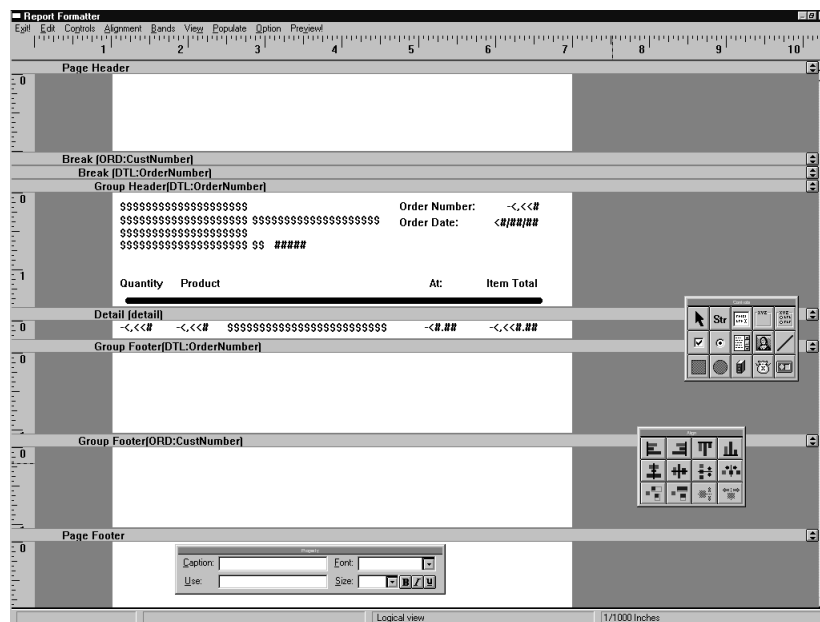 Report Formatter
Exit! Edit Controls Alignment Bands View Populate Option Preview!
1 2 3 4 5 6 7 8 9 10
Page Header
0
Break (ORD:CustNumber)
Break (DTL:OrderNumber)
Group Header(DTL:OrderNumber)
0
$$$$$$$$$$$$$$$$$$$$ Order Number: -<,<<#
$$$$$$$$$$$$$$$$$$$$ $$$$$$$$$$$$$$$$$$$$ Order Date: <#/##/##
$$$$$$$$$$$$$$$$$$$$
$$$$$$$$$$$$$$$$$$$$ $$ #####
1
Quantity Product At: Item Total
Controls
Detail (detail)
Str
0 -<,<<# -<,<<# $$$$$$$$$$$$$$$$$$$$$$$$$ -<#.## -<,<<#.##
Group Footer(DTL:OrderNumber)
0
Group Footer(ORD:CustNumber)
0
Align
Page Footer
0
Property
Caption: Font:
Use: Size: B I U
Logical view 1/1000 Inches